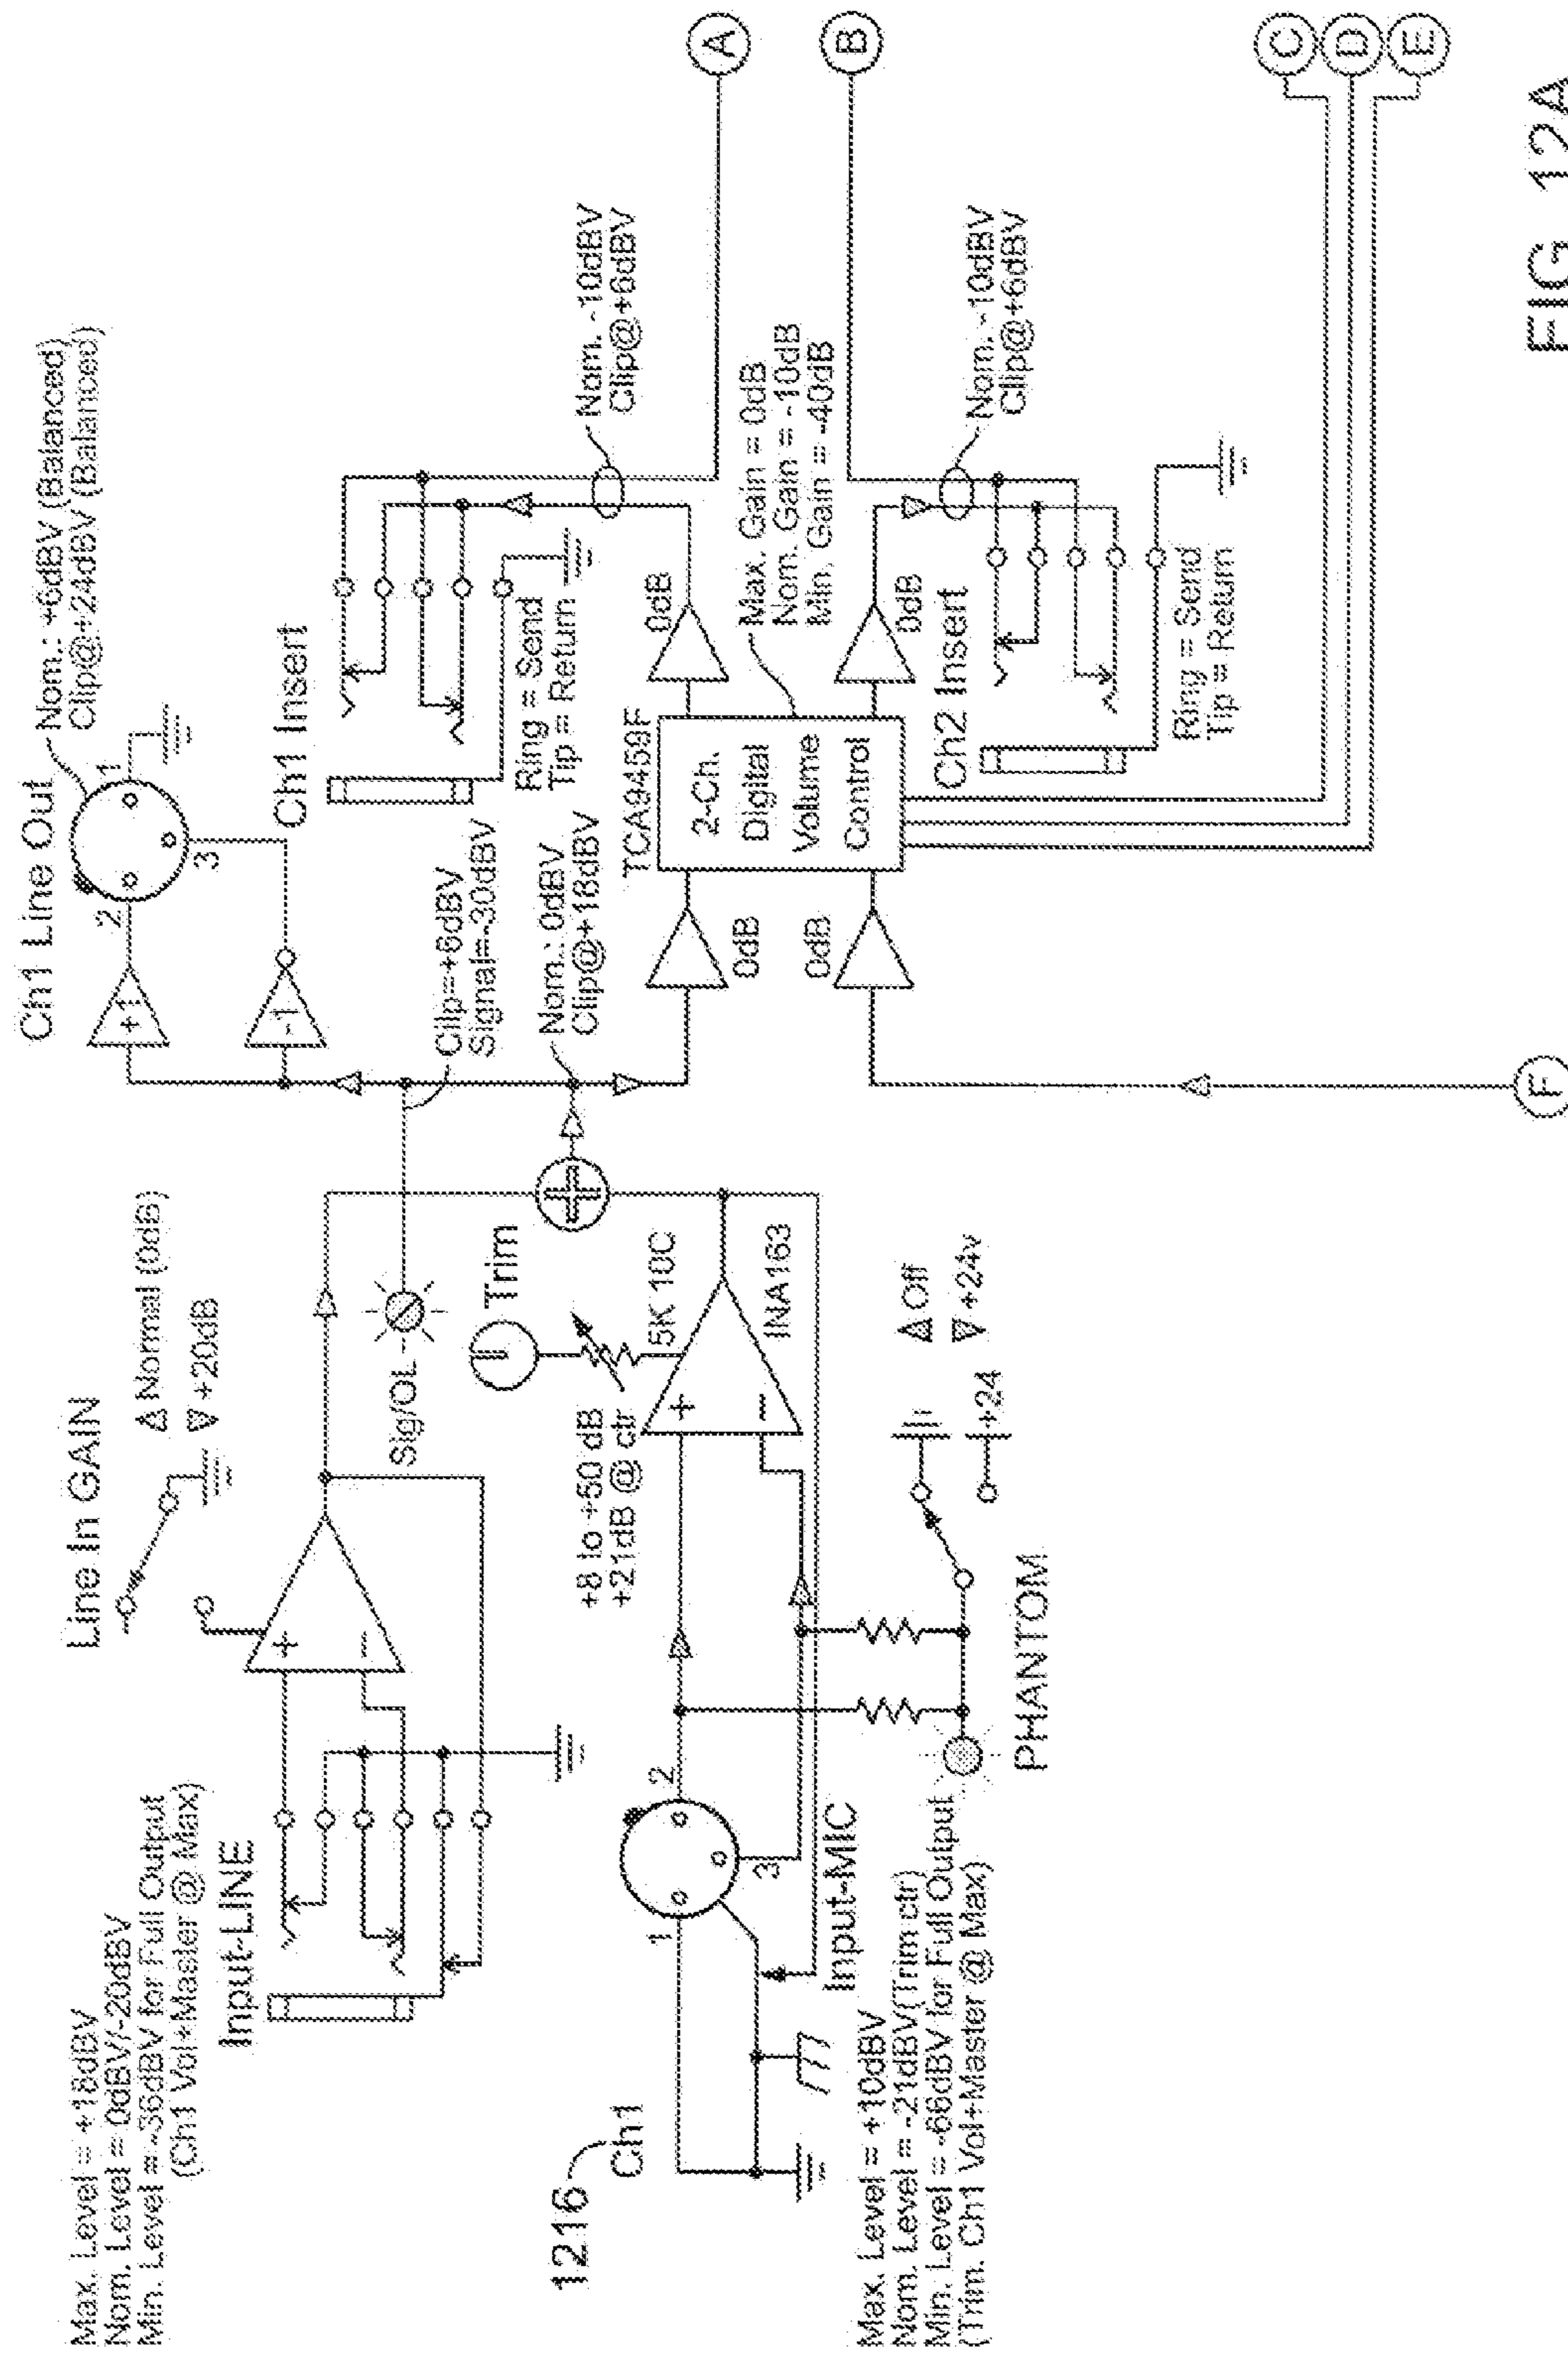 Max. Level = +18dBV
Nom. Level = 0dBV/-20dBV
Min. Level = -36dBV for Full Output
(Ch1 Vol+Master @ Max)
Input-LINE
Line In GAIN
△ Normal (0dB)
▽ +20dB
Sig/OL
Ch1 Line Out
Nom.: +6dBV (Balanced)
Clip@+24dBV (Balanced)
+1
-1
2
1
3
Clip=+6dBV
Signal=-30dBV
Nom.: 0dBV
Clip@+18dBV
Ch1 Insert
Ring = Send
Tip = Return
Nom. -10dBV
Clip@+6dBV
A
1216
Ch1
1
2
3
Input-MIC
Max. Level = +10dBV
Nom. Level = -21dBV(Trim ctr)
Min. Level = -66dBV for Full Output
(Trim. Ch1 Vol+Master @ Max)
+8 to +50 dB
+21dB @ ctr
Trim
5K 10C
INA163
PHANTOM
△ Off
▽ +24v
+24
0dB
0dB
TCA9459F
2-Ch.
Digital
Volume
Control
0dB
0dB
Max. Gain = 0dB
Nom. Gain = -10dB
Min. Gain = -40dB
B
Ch2 Insert
Ring = Send
Tip = Return
Nom. -10dBV
Clip@+6dBV
C
D
E
F
FIG 12A